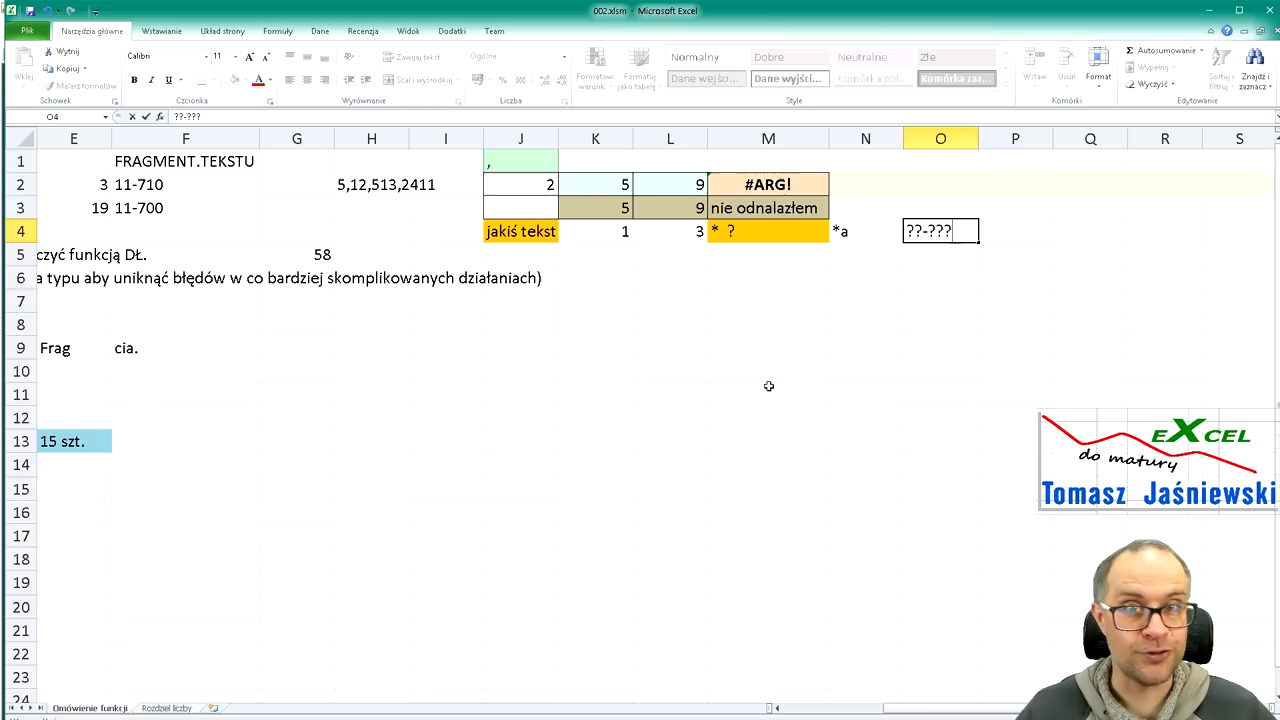 002.xlsm - Microsoft Excel
Plik Narzędzia główne Wstawianie Układ strony Formuły Dane Recenzja Widok Dodatki Team
Wklej Wytnij Kopiuj Malarz formatów Schowek
Calibri 11 B I U A Czcionka
Zawijaj tekst Scal i wyśrodkuj Wyrównanie
Ogólne % 000 Liczba
Formatow. warunk. Formatuj jako tabelę
Normalny Dobre Neutralne Złe
Dane wejści... Dane wyjści... Komórka poł... Komórka zaz...
Style
Wstaw Usuń Format Komórki
Autosumowanie Wypełnij Wyczyść Sortuj i filtruj Znajdź i zaznacz Edytowanie
O4 fx ??-???
E F G H I J K L M N O P Q R S
1 FRAGMENT.TEKSTU ,
2 3 11-710 5,12,513,2411 2 5 9 #ARG!
3 19 11-700 5 9 nie odnalazłem
4 jakiś tekst 1 3 * ? *a ??-???
5 czyć funkcją DŁ. 58
6 a typu aby uniknąć błędów w co bardziej skomplikowanych działaniach)
7
8
9 Frag cia.
10
11
12
13 15 szt.
14
15
16
17
18
19
20
21
22
23
24
EXCEL
do matury
Tomasz Jaśniewski
Omówienie funkcji Rozdziel liczby